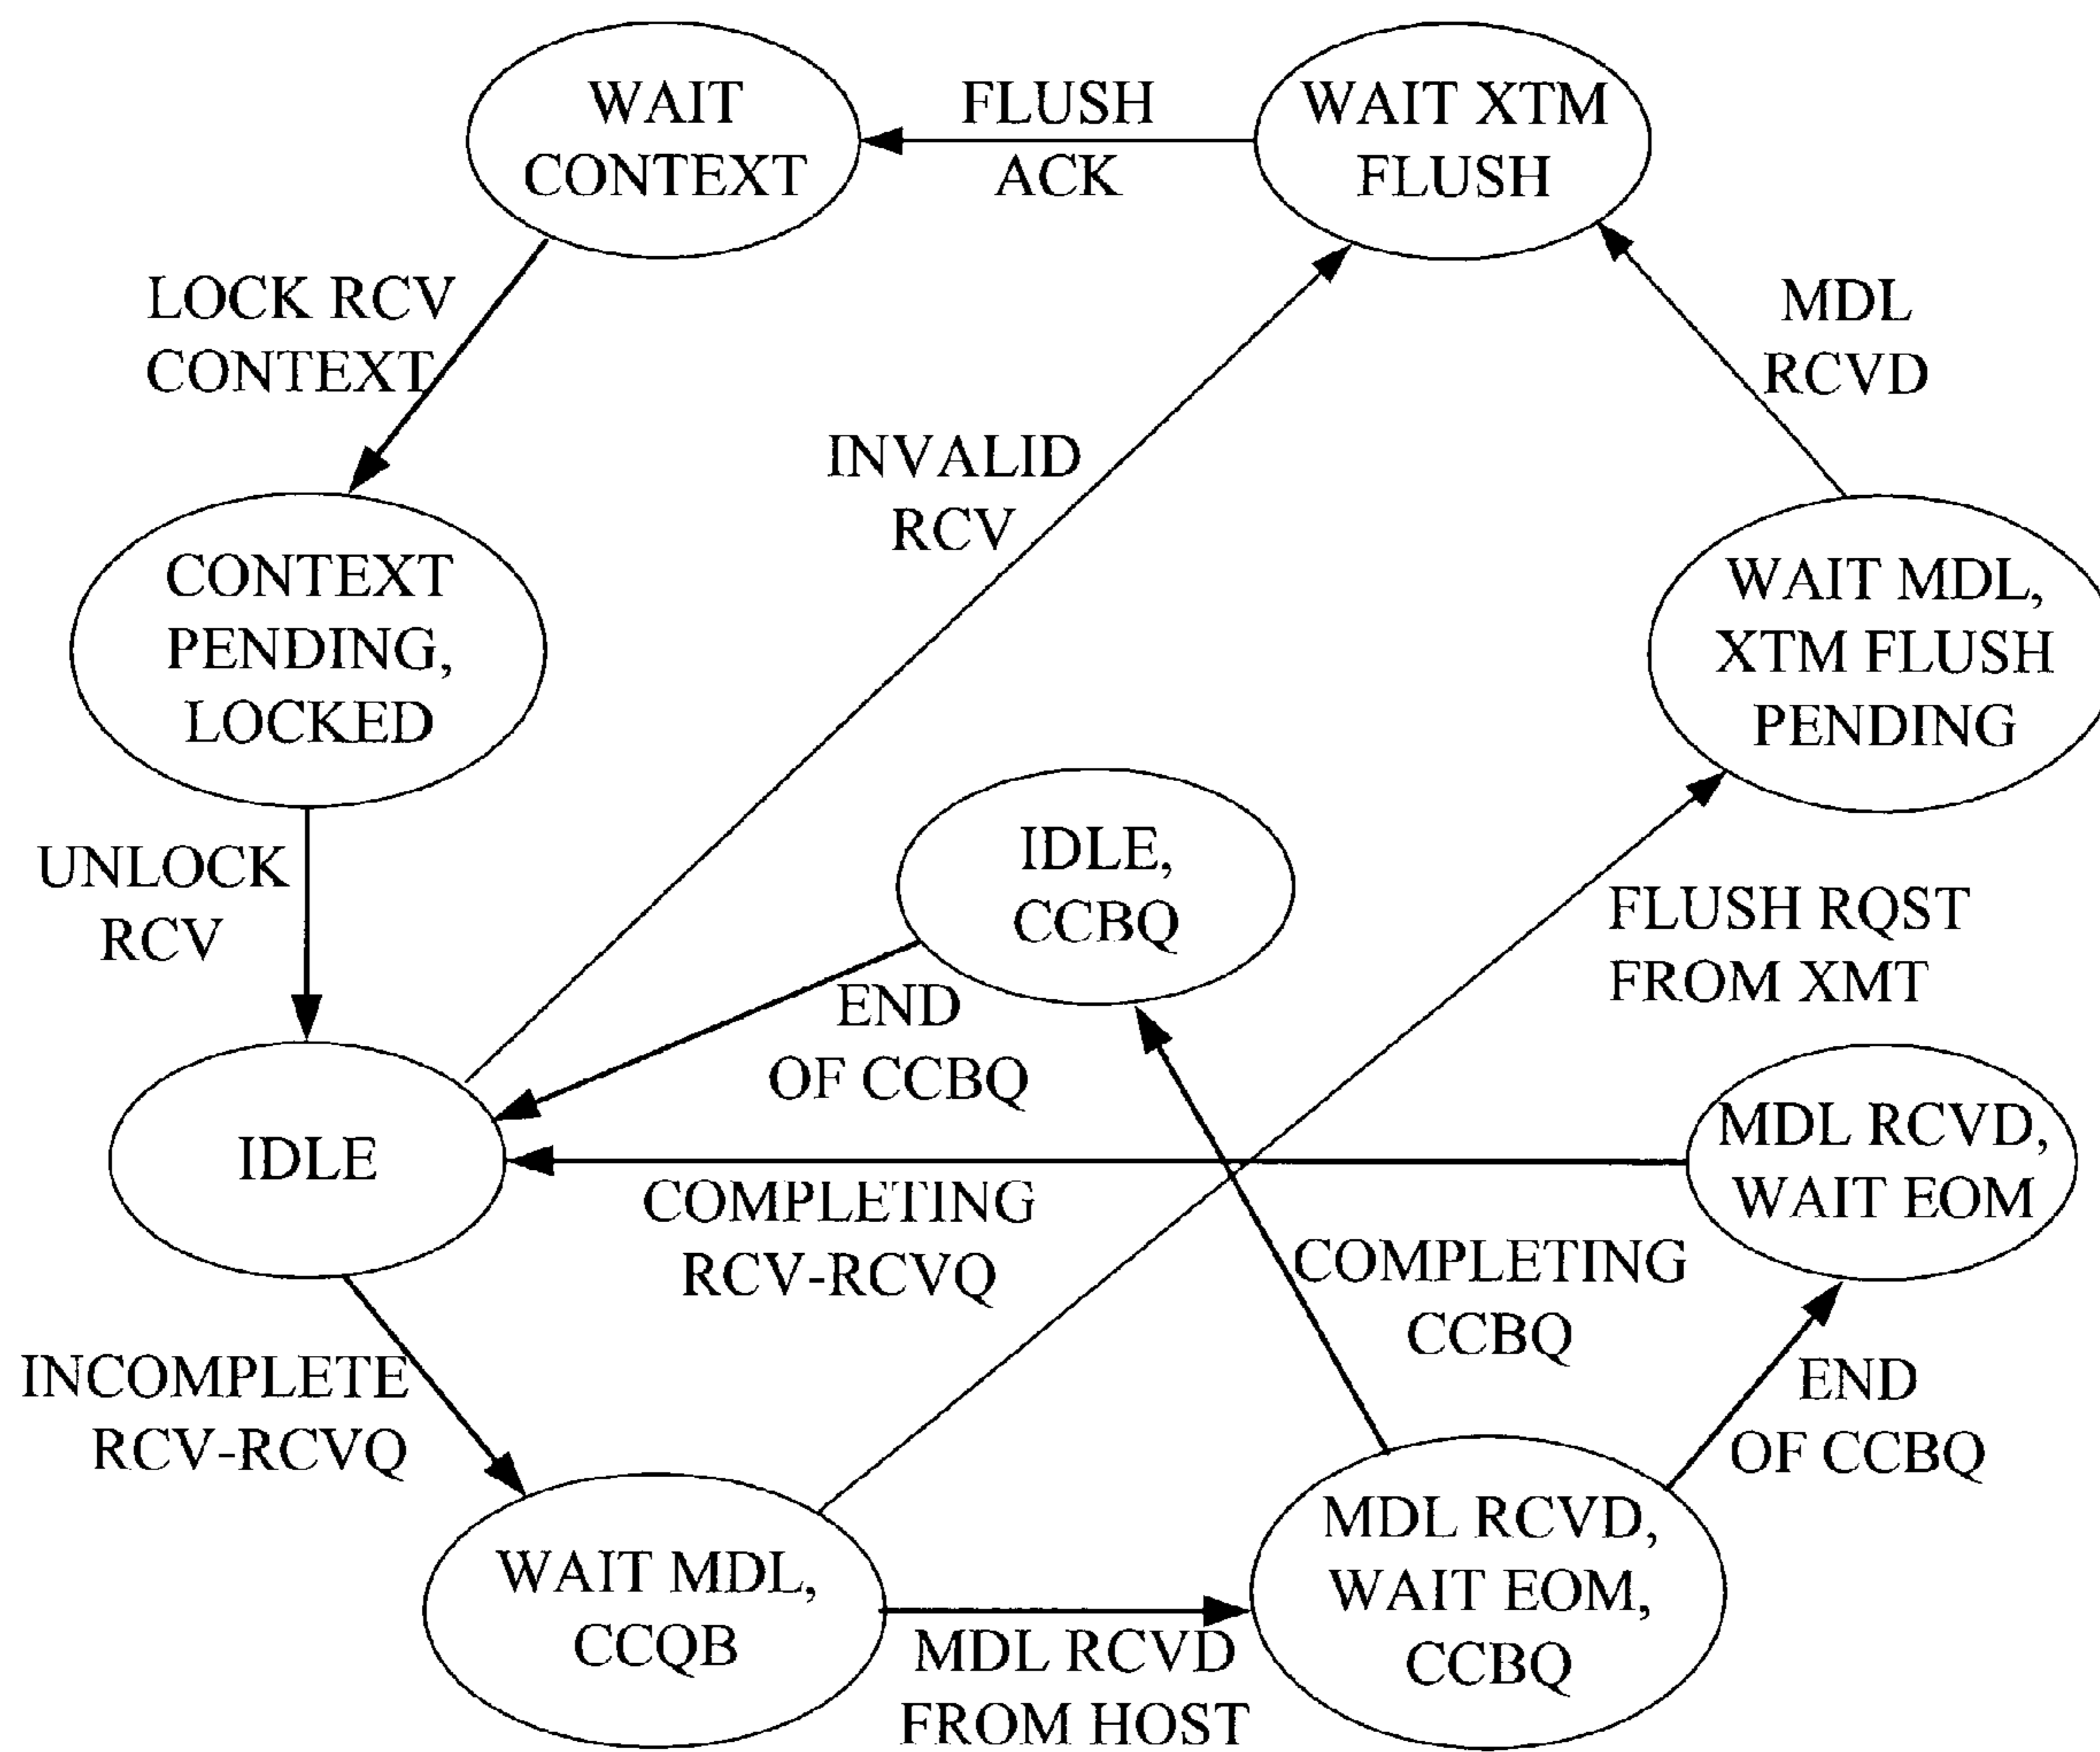 WAIT
CONTEXT
FLUSH
ACK
WAIT XTM
FLUSH
LOCK RCV
CONTEXT
MDL
RCVD
INVALID
RCV
CONTEXT
PENDING,
LOCKED
WAIT MDL,
XTM FLUSH
PENDING
UNLOCK
RCV
IDLE,
CCBQ
FLUSH RQST
FROM XMT
END
OF CCBQ
IDLE
MDL RCVD,
WAIT EOM
COMPLETING
RCV-RCVQ
COMPLETING
CCBQ
INCOMPLETE
RCV-RCVQ
END
OF CCBQ
WAIT MDL,
CCQB
MDL RCVD
FROM HOST
MDL RCVD,
WAIT EOM,
CCBQ